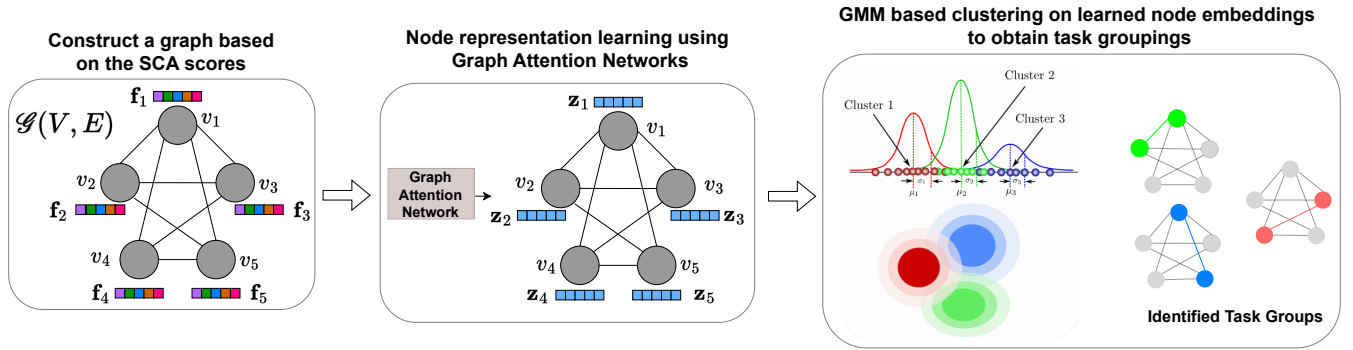 Construct a graph based
on the SCA scores
𝒢(V, E)
f₁
v₁
v₂
v₃
f₂
f₃
v₄
v₅
f₄
f₅
Node representation learning using
Graph Attention Networks
Graph
Attention
Network
z₁
v₁
v₂
v₃
z₂
z₃
v₄
v₅
z₄
z₅
GMM based clustering on learned node embeddings
to obtain task groupings
Cluster 2
Cluster 1
Cluster 3
σ₁
σ₂
σ₃
μ₁
μ₂
μ₃
Identified Task Groups